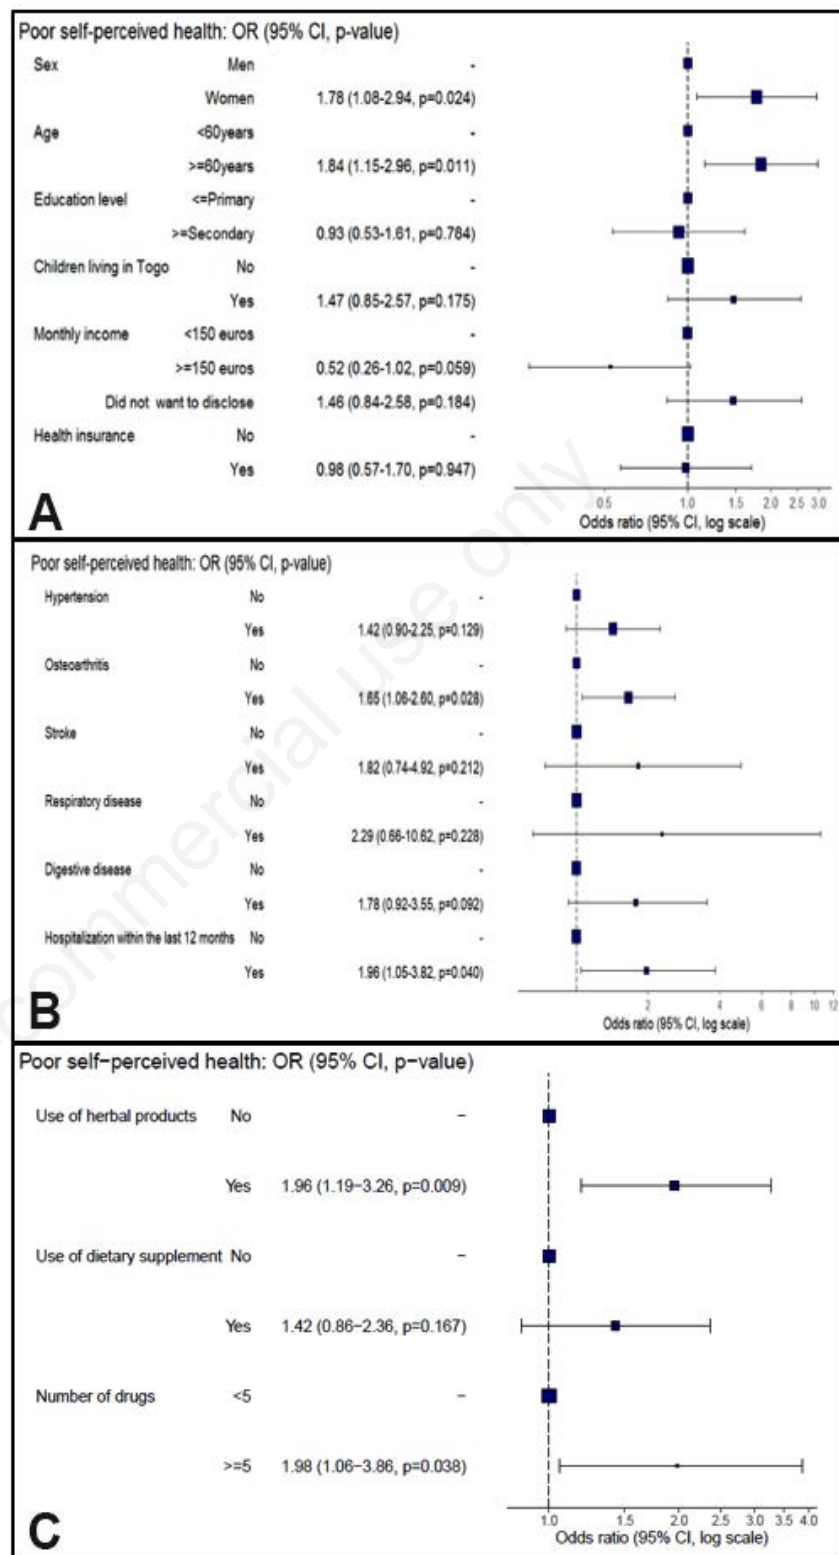 Poor self-perceived health: OR (95% CI, p-value)
Sex Men -
Women 1.78 (1.08-2.94, p=0.024)
Age <60years -
>=60years 1.84 (1.15-2.96, p=0.011)
Education level <=Primary -
>=Secondary 0.93 (0.53-1.61, p=0.784)
Children living in Togo No -
Yes 1.47 (0.85-2.57, p=0.175)
Monthly income <150 euros -
>=150 euros 0.52 (0.26-1.02, p=0.059)
Did not want to disclose 1.46 (0.84-2.58, p=0.184)
Health insurance No -
Yes 0.98 (0.57-1.70, p=0.947)
0.5 1.0 1.5 2.0 2.5 3.0
Odds ratio (95% CI, log scale)
A
Poor self-perceived health: OR (95% CI, p-value)
Hypertension No -
Yes 1.42 (0.90-2.25, p=0.129)
Osteoarthritis No -
Yes 1.65 (1.06-2.60, p=0.028)
Stroke No -
Yes 1.82 (0.74-4.92, p=0.212)
Respiratory disease No -
Yes 2.29 (0.66-10.62, p=0.228)
Digestive disease No -
Yes 1.78 (0.92-3.55, p=0.092)
Hospitalization within the last 12 months No -
Yes 1.96 (1.05-3.82, p=0.040)
2 4 6 8 10 12
Odds ratio (95% CI, log scale)
B
Poor self−perceived health: OR (95% CI, p−value)
Use of herbal products No −
Yes 1.96 (1.19−3.26, p=0.009)
Use of dietary supplement No −
Yes 1.42 (0.86−2.36, p=0.167)
Number of drugs <5 −
>=5 1.98 (1.06−3.86, p=0.038)
1.0 1.5 2.0 2.5 3.0 3.5 4.0
Odds ratio (95% CI, log scale)
C
commercial use only